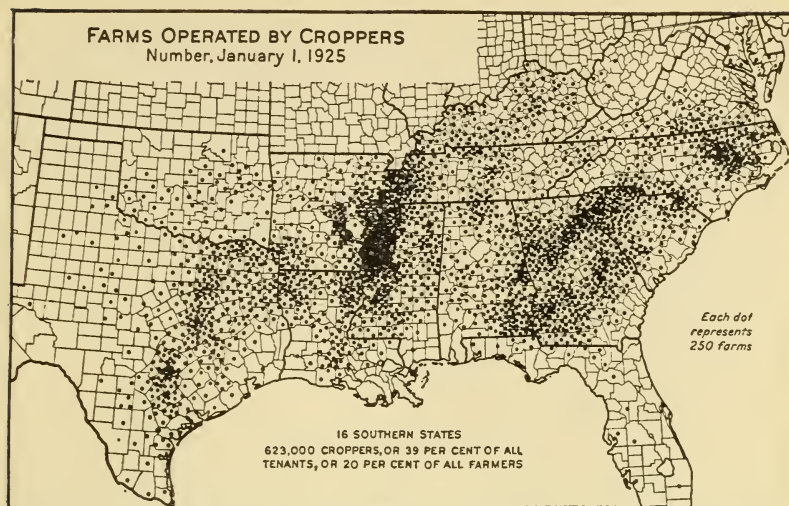 FARMS OPERATED BY CROPPERS
Number, January 1, 1925
Each dot
represents
250 farms
16 SOUTHERN STATES
623,000 CROPPERS, OR 39 PER CENT OF ALL
TENANTS, OR 20 PER CENT OF ALL FARMERS